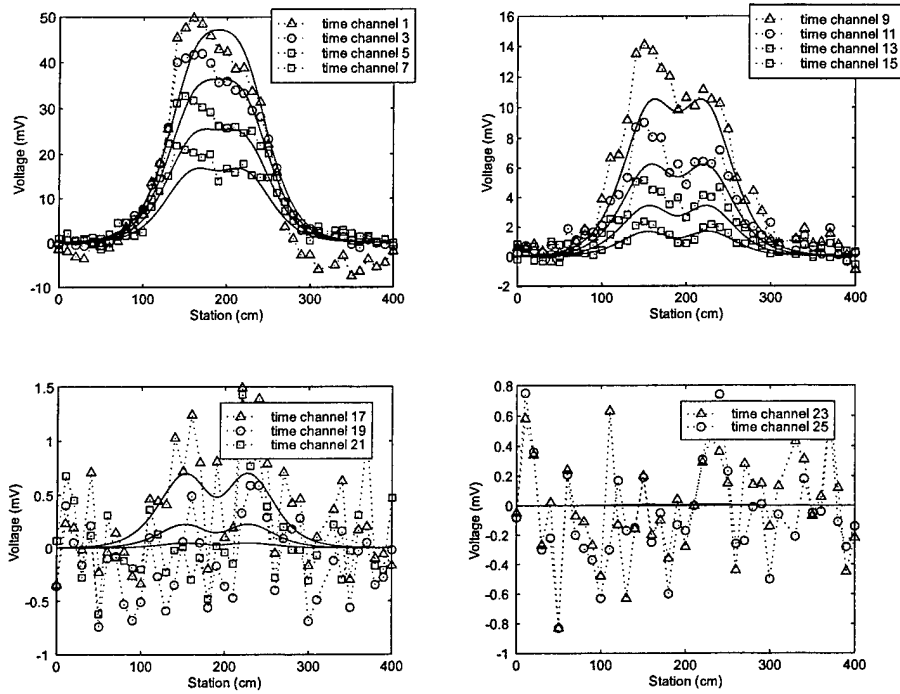 50
40
30
20
10
0
-10
0
100
200
300
400
Voltage (mV)
Station (cm)
time channel 1
time channel 3
time channel 5
time channel 7
16
14
12
10
8
6
4
2
0
-2
0
100
200
300
400
Voltage (mV)
Station (cm)
time channel 9
time channel 11
time channel 13
time channel 15
1.5
1
0.5
0
-0.5
-1
0
100
200
300
400
Voltage (mV)
Station (cm)
time channel 17
time channel 19
time channel 21
0.8
0.6
0.4
0.2
0
-0.2
-0.4
-0.6
-0.8
-1
0
100
200
300
400
Voltage (mV)
Station (cm)
time channel 23
time channel 25